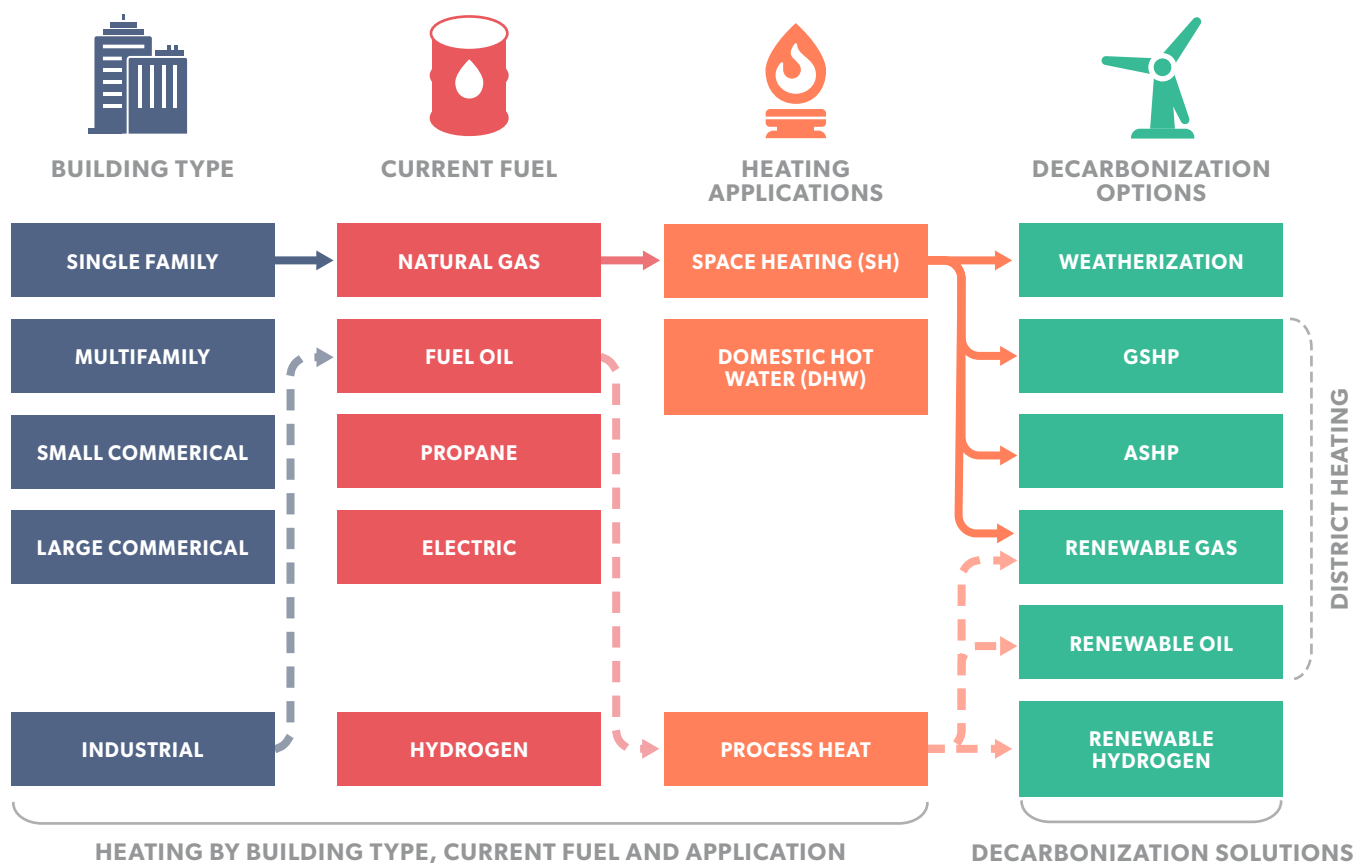 BUILDING TYPE
CURRENT FUEL
HEATING
APPLICATIONS
DECARBONIZATION
OPTIONS
SINGLE FAMILY
NATURAL GAS
SPACE HEATING (SH)
WEATHERIZATION
MULTIFAMILY
FUEL OIL
DOMESTIC HOT
WATER (DHW)
GSHP
SMALL COMMERICAL
PROPANE
ASHP
LARGE COMMERICAL
ELECTRIC
RENEWABLE GAS
RENEWABLE OIL
DISTRICT HEATING
INDUSTRIAL
HYDROGEN
PROCESS HEAT
RENEWABLE
HYDROGEN
HEATING BY BUILDING TYPE, CURRENT FUEL AND APPLICATION
DECARBONIZATION SOLUTIONS